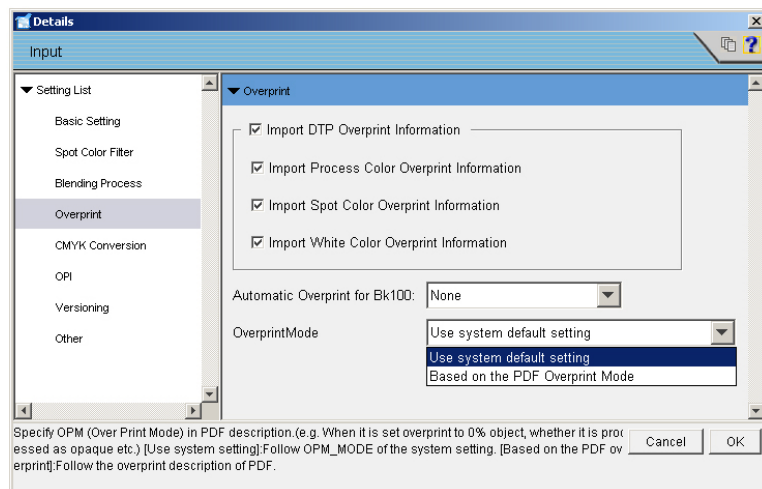 Details
Input
Setting List
Basic Setting
Spot Color Filter
Blending Process
Overprint
CMYK Conversion
OPI
Versioning
Other
Overprint
Import DTP Overprint Information
Import Process Color Overprint Information
Import Spot Color Overprint Information
Import White Color Overprint Information
Automatic Overprint for Bk100: None
OverprintMode Use system default setting
Use system default setting
Based on the PDF Overprint Mode
Specify OPM (Over Print Mode) in PDF description.(e.g. When it is set overprint to 0% object, whether it is proc
essed as opaque etc.) [Use system setting]:Follow OPM_MODE of the system setting. [Based on the PDF ov
erprint]:Follow the overprint description of PDF.
Cancel OK